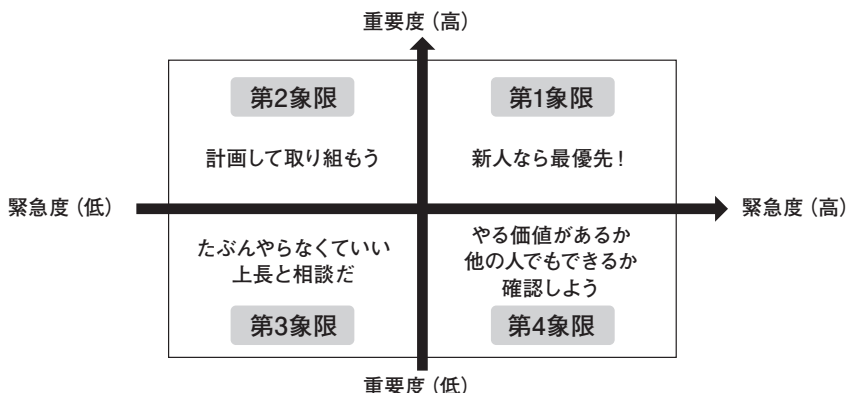 重要度（高）
第2象限
第1象限
計画して取り組もう
新人なら最優先！
緊急度（低）
緊急度（高）
たぶんやらなくていい
上長と相談だ
やる価値があるか
他の人でもできるか
確認しよう
第3象限
第4象限
重要度（低）